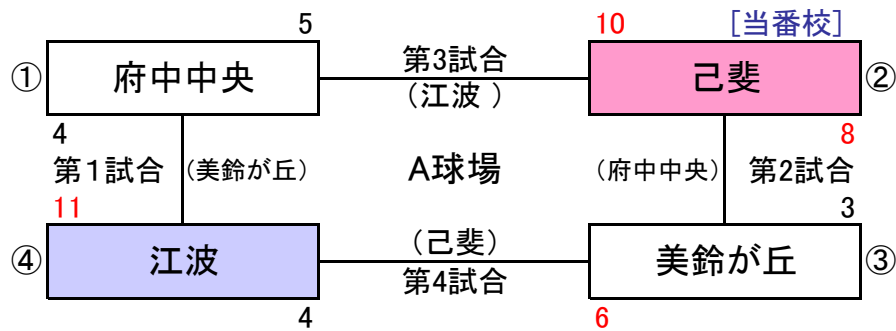 5
10
[当番校]
① 府中中央
第3試合
(江波 )
己斐 ②
4
8
第1試合
(美鈴が丘)
A球場
(府中中央)
第2試合
11
3
④ 江波
(己斐)
第4試合
美鈴が丘 ③
4
6